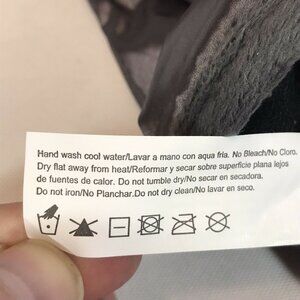 Hand wash cool water/Lavar a mano con aqua fria. No Bleach/No Cloro.
Dry flat away from heat/Reformar y secar sobre superficie plana lejos
de fuentes de calor. Do not tumble dry/No secar en secadora.
Do not iron/No Planchar. Do not dry clean/No lavar en seco.